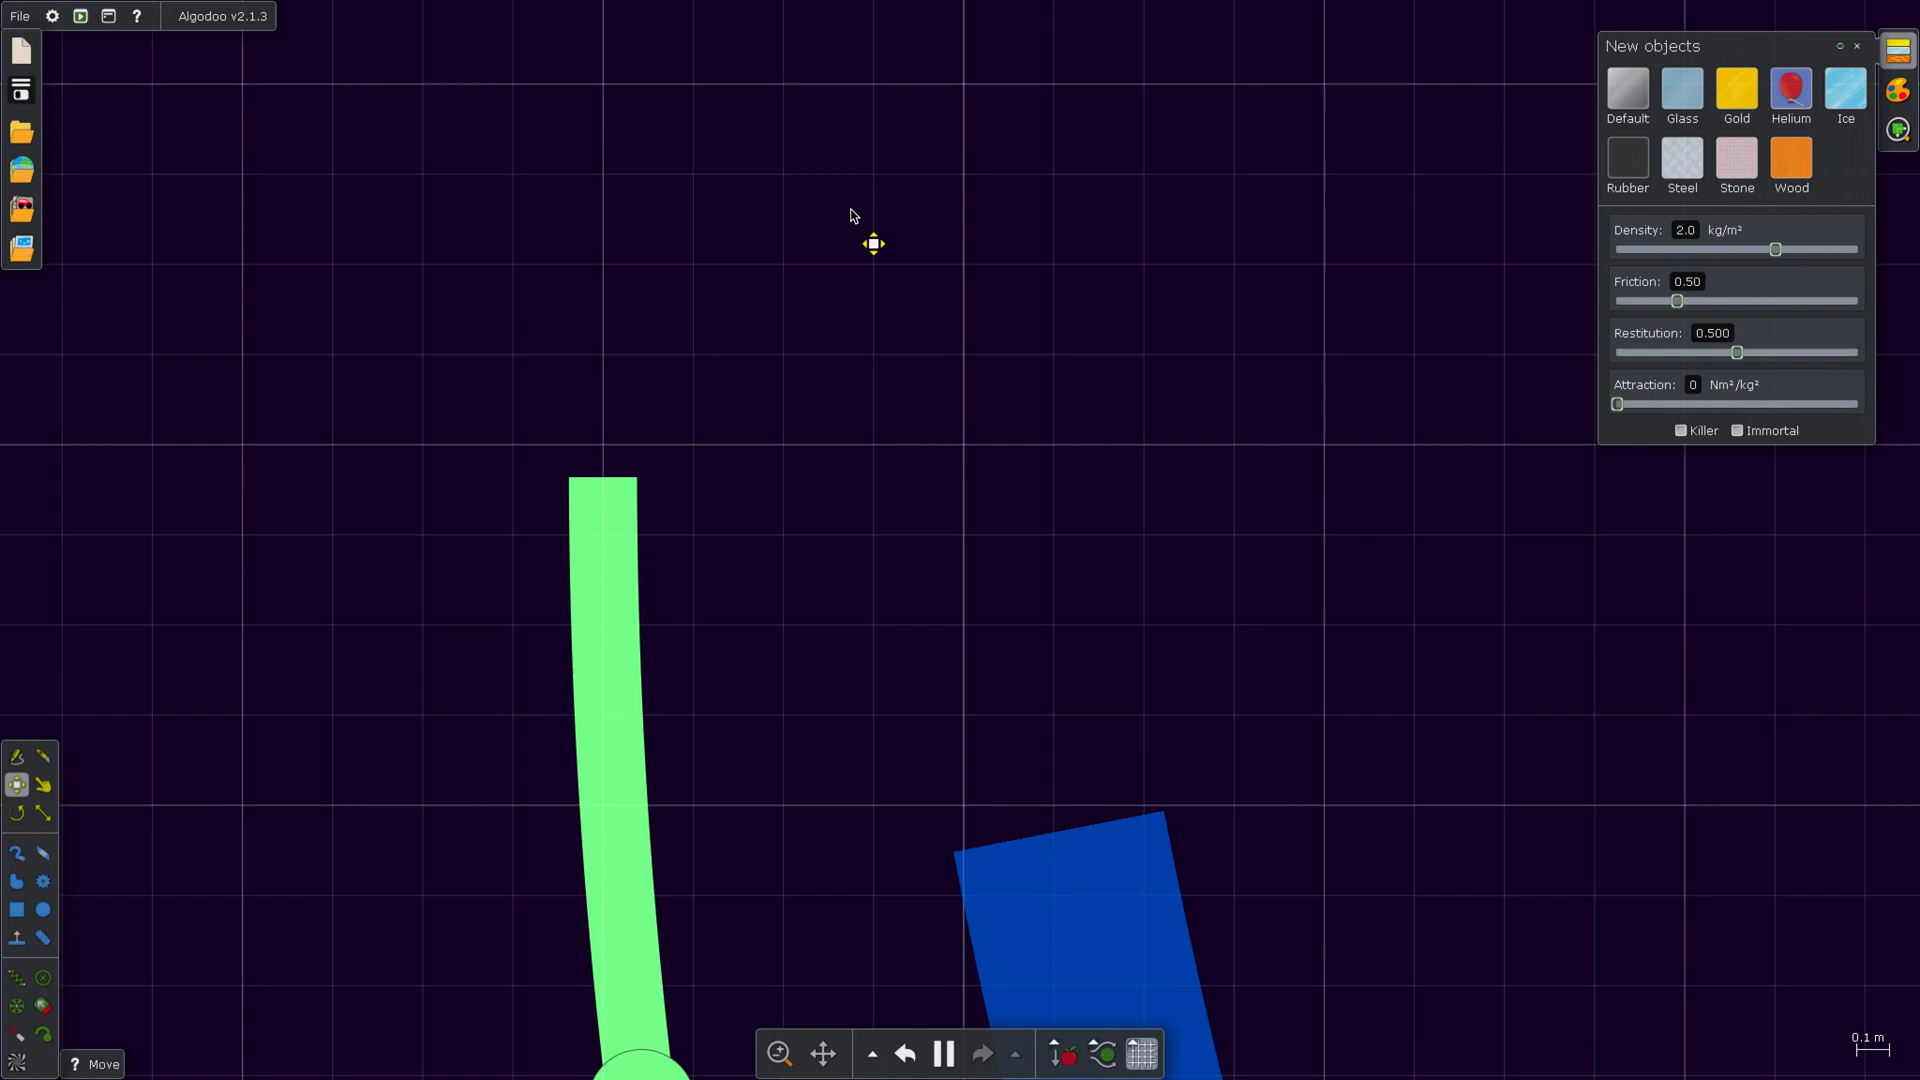 File ? Algodoo v2.1.3
New objects
Default Glass Gold Helium Ice
Rubber Steel Stone Wood
Density: 2.0 kg/m²
Friction: 0.50
Restitution: 0.500
Attraction: 0 Nm²/kg²
Killer Immortal
0.1 m
? Move